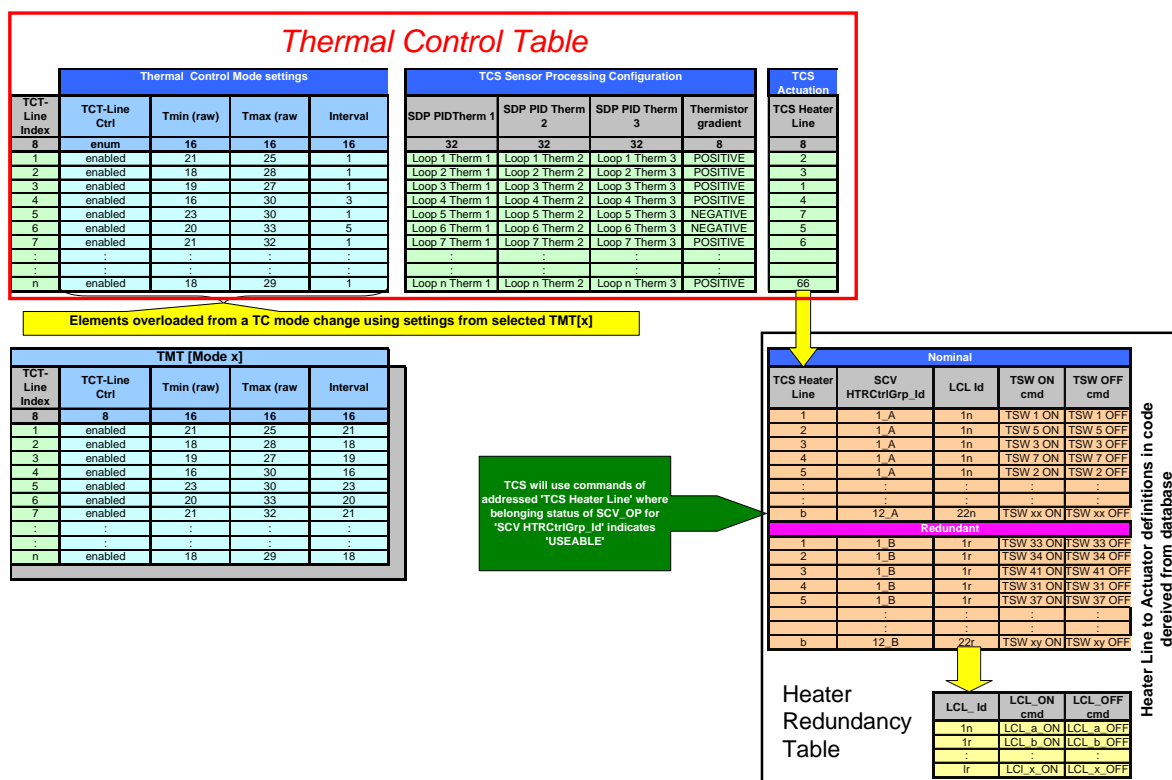 Thermal Control Table
Thermal Control Mode settings TCS Sensor Processing Configuration TCS Actuation
TCT-Line Index TCT-Line Ctrl Tmin (raw) Tmax (raw Interval SDP PIDTherm 1 SDP PID Therm 2 SDP PID Therm 3 Thermistor gradient TCS Heater Line
8 enum 16 16 16 32 32 32 8 8
1 enabled 21 25 1 Loop 1 Therm 1 Loop 1 Therm 2 Loop 1 Therm 3 POSITIVE 2
2 enabled 18 28 1 Loop 2 Therm 1 Loop 2 Therm 2 Loop 2 Therm 3 POSITIVE 3
3 enabled 19 27 1 Loop 3 Therm 1 Loop 3 Therm 2 Loop 3 Therm 3 POSITIVE 1
4 enabled 16 30 3 Loop 4 Therm 1 Loop 4 Therm 2 Loop 4 Therm 3 POSITIVE 4
5 enabled 23 30 1 Loop 5 Therm 1 Loop 5 Therm 2 Loop 5 Therm 3 NEGATIVE 7
6 enabled 20 33 5 Loop 6 Therm 1 Loop 6 Therm 2 Loop 6 Therm 3 NEGATIVE 5
7 enabled 21 32 1 Loop 7 Therm 1 Loop 7 Therm 2 Loop 7 Therm 3 POSITIVE 6
: : : : : : : : :
: : : : : : : : :
n enabled 18 29 1 Loop n Therm 1 Loop n Therm 2 Loop n Therm 3 POSITIVE 66
Elements overloaded from a TC mode change using settings from selected TMT[x]
TMT [Mode x]
TCT-Line Index TCT-Line Ctrl Tmin (raw) Tmax (raw Interval
8 8 16 16 16
1 enabled 21 25 21
2 enabled 18 28 18
3 enabled 19 27 19
4 enabled 16 30 16
5 enabled 23 30 23
6 enabled 20 33 20
7 enabled 21 32 21
: : : : :
: : : : :
n enabled 18 29 18
TCS will use commands of
addressed 'TCS Heater Line' where
belonging status of SCV_OP for
'SCV HTRCtrlGrp_Id' indicates
'USEABLE'
Nominal
TCS Heater Line SCV HTRCtrlGrp_Id LCL Id TSW ON cmd TSW OFF cmd
1 1_A 1n TSW 1 ON TSW 1 OFF
2 1_A 1n TSW 5 ON TSW 5 OFF
3 1_A 1n TSW 3 ON TSW 3 OFF
4 1_A 1n TSW 7 ON TSW 7 OFF
5 1_A 1n TSW 2 ON TSW 2 OFF
: : : : :
: : : : :
b 12_A 22n TSW xx ON TSW xx OFF
Redundant
1 1_B 1r TSW 33 ON TSW 33 OFF
2 1_B 1r TSW 34 ON TSW 34 OFF
3 1_B 1r TSW 41 ON TSW 41 OFF
4 1_B 1r TSW 31 ON TSW 31 OFF
5 1_B 1r TSW 37 ON TSW 37 OFF
: : : : :
: : : : :
b 12_B 22r TSW xy ON TSW xy OFF
Heater Line to Actuator definitions in code
dereived from database
Heater
Redundancy
Table
LCL_ Id LCL_ON cmd LCL_OFF cmd
1n LCL_a_ON LCL_a_OFF
1r LCL_b_ON LCL_b_OFF
: : :
lr LCl_x_ON LCL_x_OFF